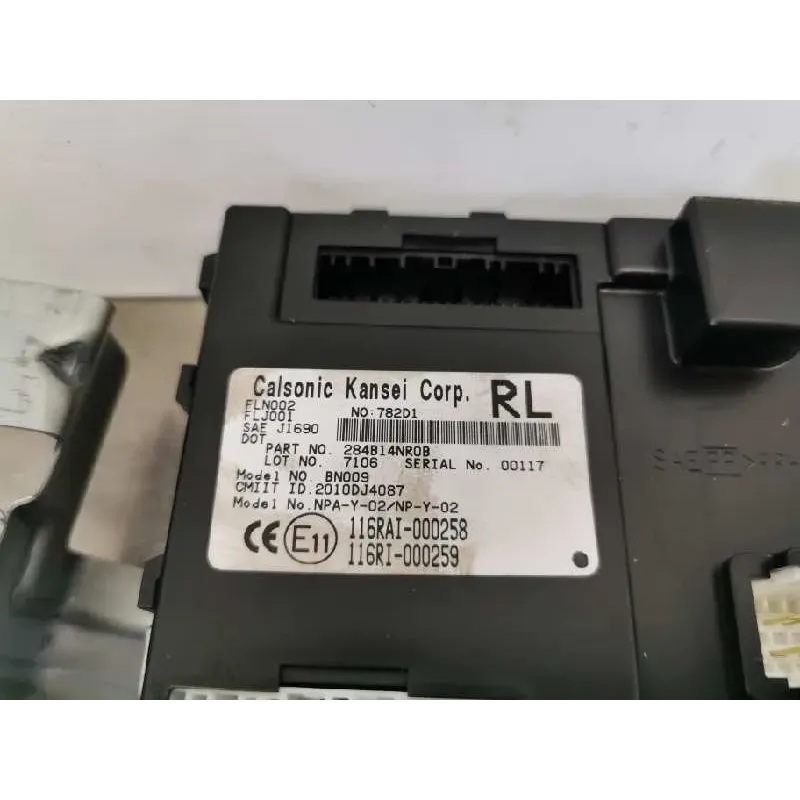 Calsonic Kansei Corp. RL
FLN002 NO:782D1
FLJ001
SAE J1690
DOT
PART NO. 284B14NR0B
LOT NO. 7106 SERIAL No. 00117
Model NO. BN009
CMIIT ID.2010DJ4087
Model No.NPA-Y-02/NP-Y-02
CE E11 116RAI-000258
116RI-000259